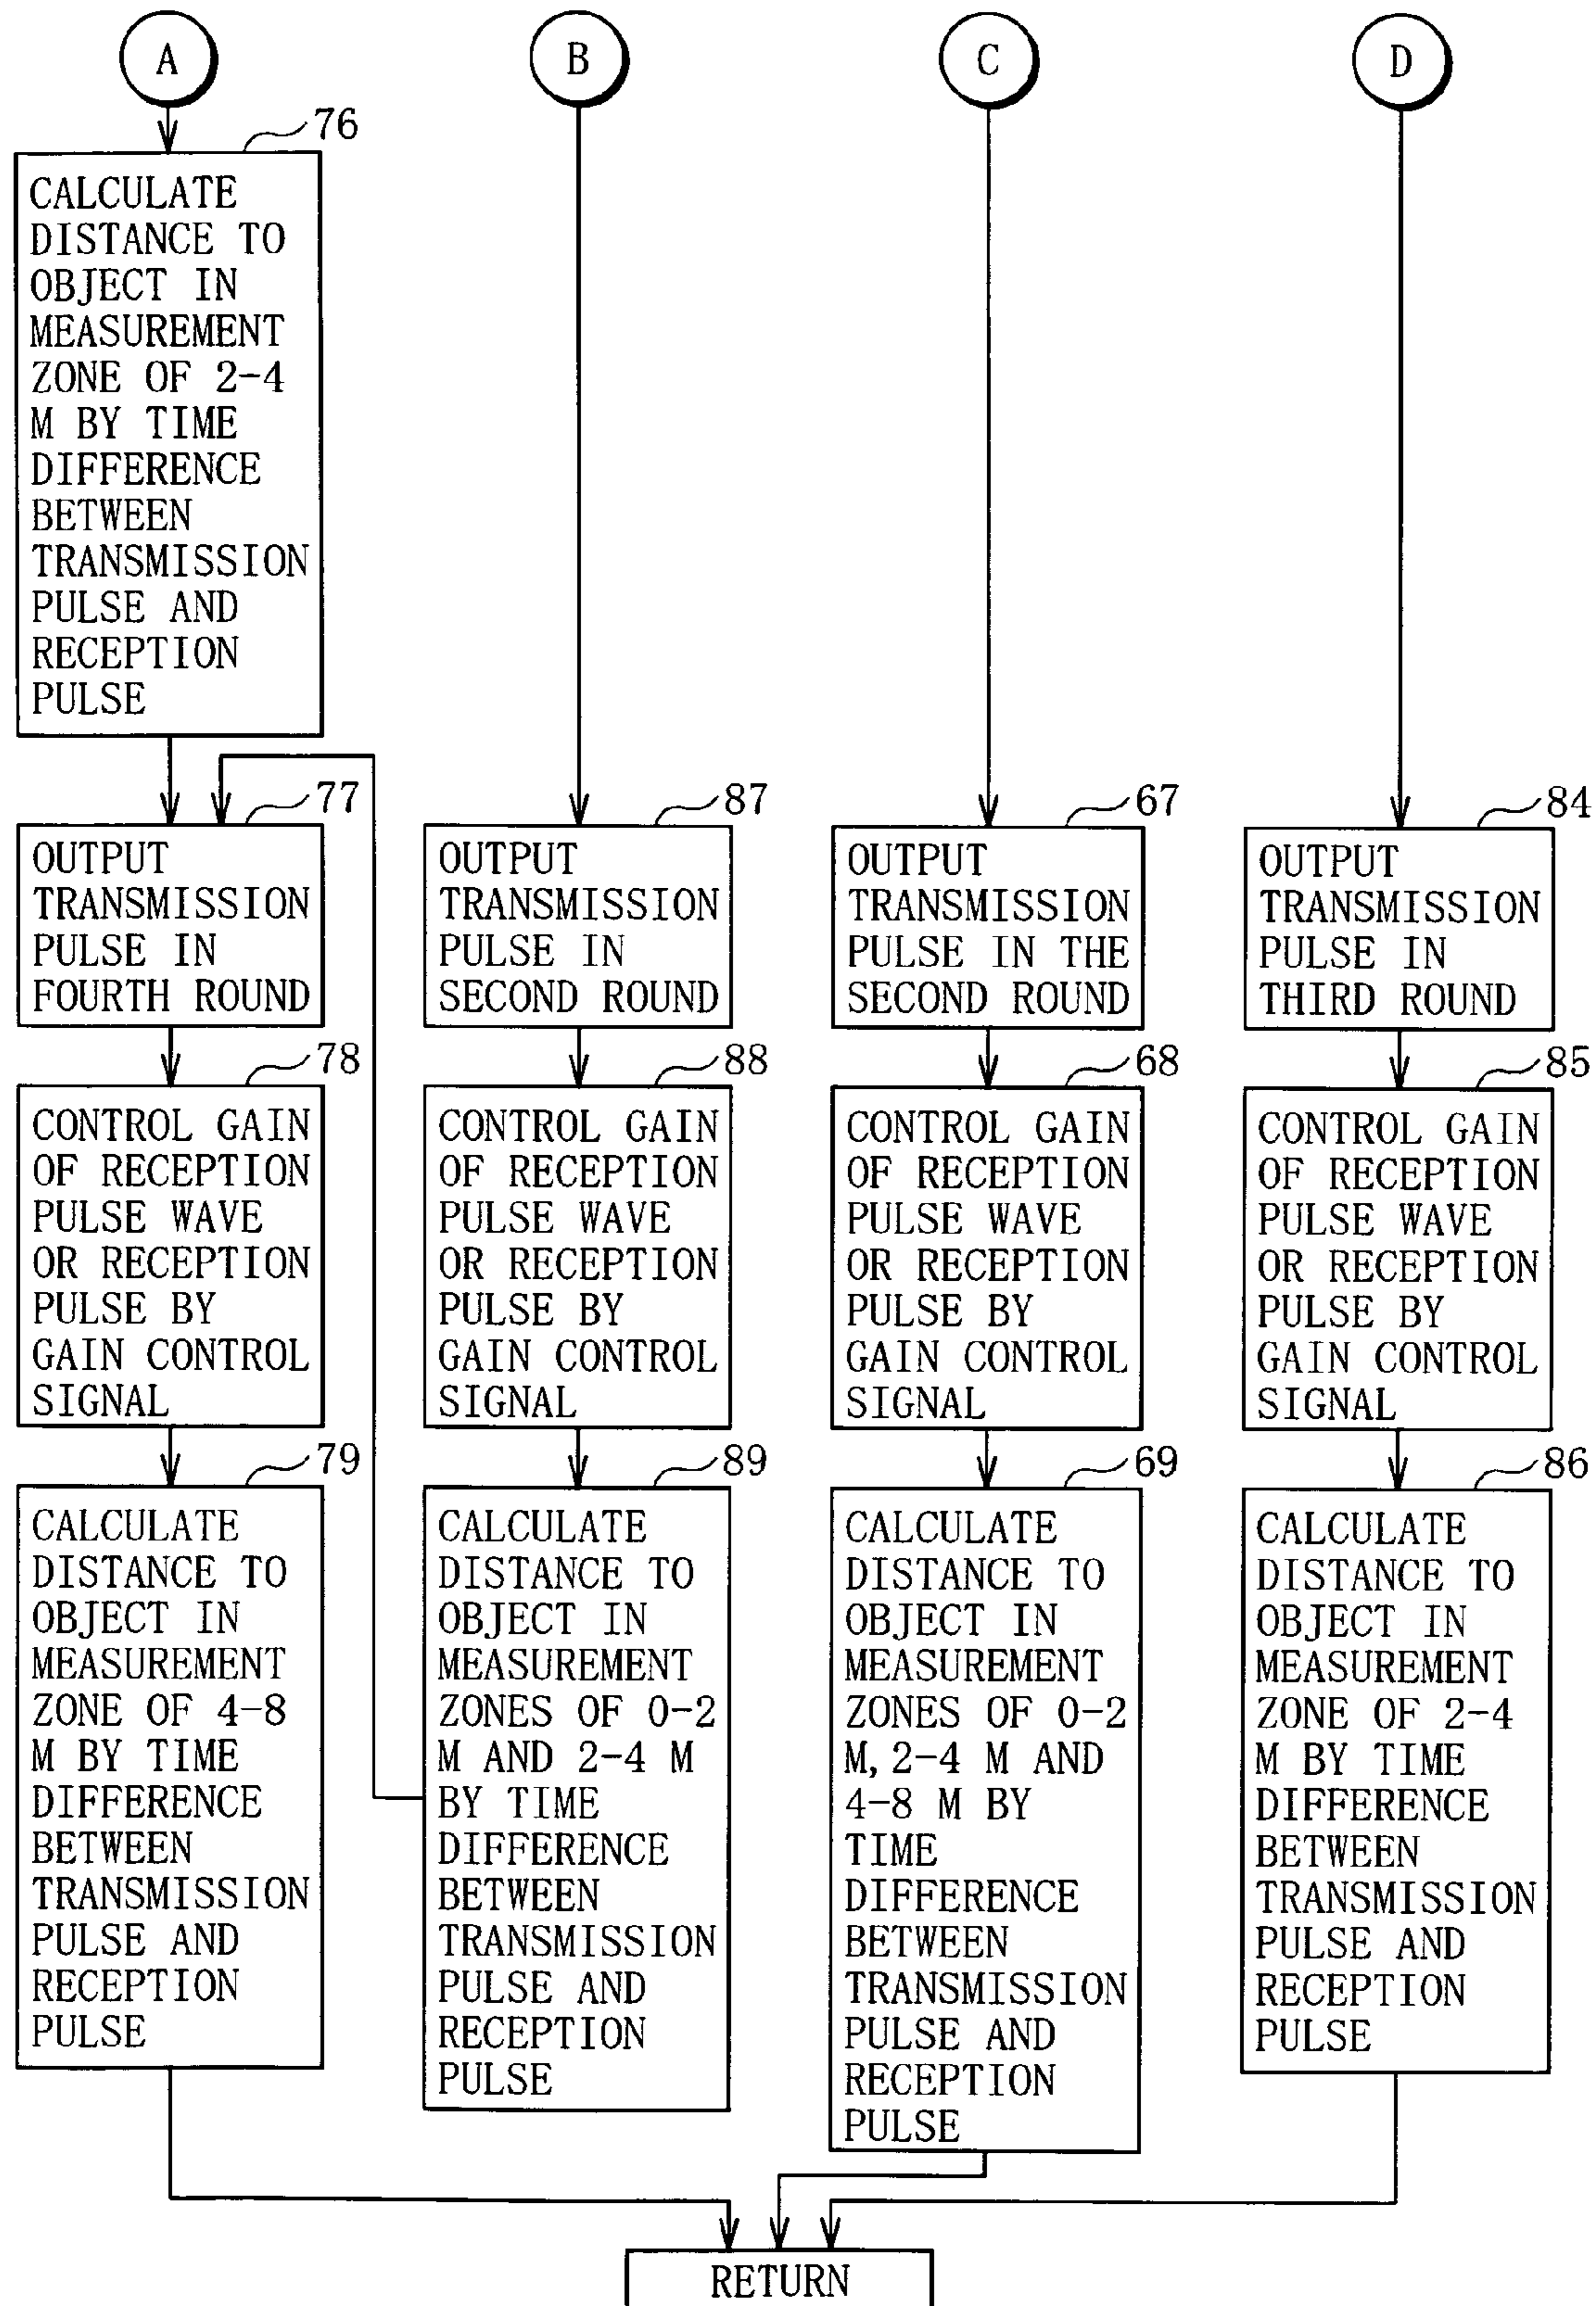 A
B
C
D
76
CALCULATE
DISTANCE TO
OBJECT IN
MEASUREMENT
ZONE OF 2-4
M BY TIME
DIFFERENCE
BETWEEN
TRANSMISSION
PULSE AND
RECEPTION
PULSE
77
OUTPUT
TRANSMISSION
PULSE IN
FOURTH ROUND
78
CONTROL GAIN
OF RECEPTION
PULSE WAVE
OR RECEPTION
PULSE BY
GAIN CONTROL
SIGNAL
79
CALCULATE
DISTANCE TO
OBJECT IN
MEASUREMENT
ZONE OF 4-8
M BY TIME
DIFFERENCE
BETWEEN
TRANSMISSION
PULSE AND
RECEPTION
PULSE
87
OUTPUT
TRANSMISSION
PULSE IN
SECOND ROUND
88
CONTROL GAIN
OF RECEPTION
PULSE WAVE
OR RECEPTION
PULSE BY
GAIN CONTROL
SIGNAL
89
CALCULATE
DISTANCE TO
OBJECT IN
MEASUREMENT
ZONES OF 0-2
M AND 2-4 M
BY TIME
DIFFERENCE
BETWEEN
TRANSMISSION
PULSE AND
RECEPTION
PULSE
67
OUTPUT
TRANSMISSION
PULSE IN THE
SECOND ROUND
68
CONTROL GAIN
OF RECEPTION
PULSE WAVE
OR RECEPTION
PULSE BY
GAIN CONTROL
SIGNAL
69
CALCULATE
DISTANCE TO
OBJECT IN
MEASUREMENT
ZONES OF 0-2
M, 2-4 M AND
4-8 M BY
TIME
DIFFERENCE
BETWEEN
TRANSMISSION
PULSE AND
RECEPTION
PULSE
84
OUTPUT
TRANSMISSION
PULSE IN
THIRD ROUND
85
CONTROL GAIN
OF RECEPTION
PULSE WAVE
OR RECEPTION
PULSE BY
GAIN CONTROL
SIGNAL
86
CALCULATE
DISTANCE TO
OBJECT IN
MEASUREMENT
ZONE OF 2-4
M BY TIME
DIFFERENCE
BETWEEN
TRANSMISSION
PULSE AND
RECEPTION
PULSE
RETURN